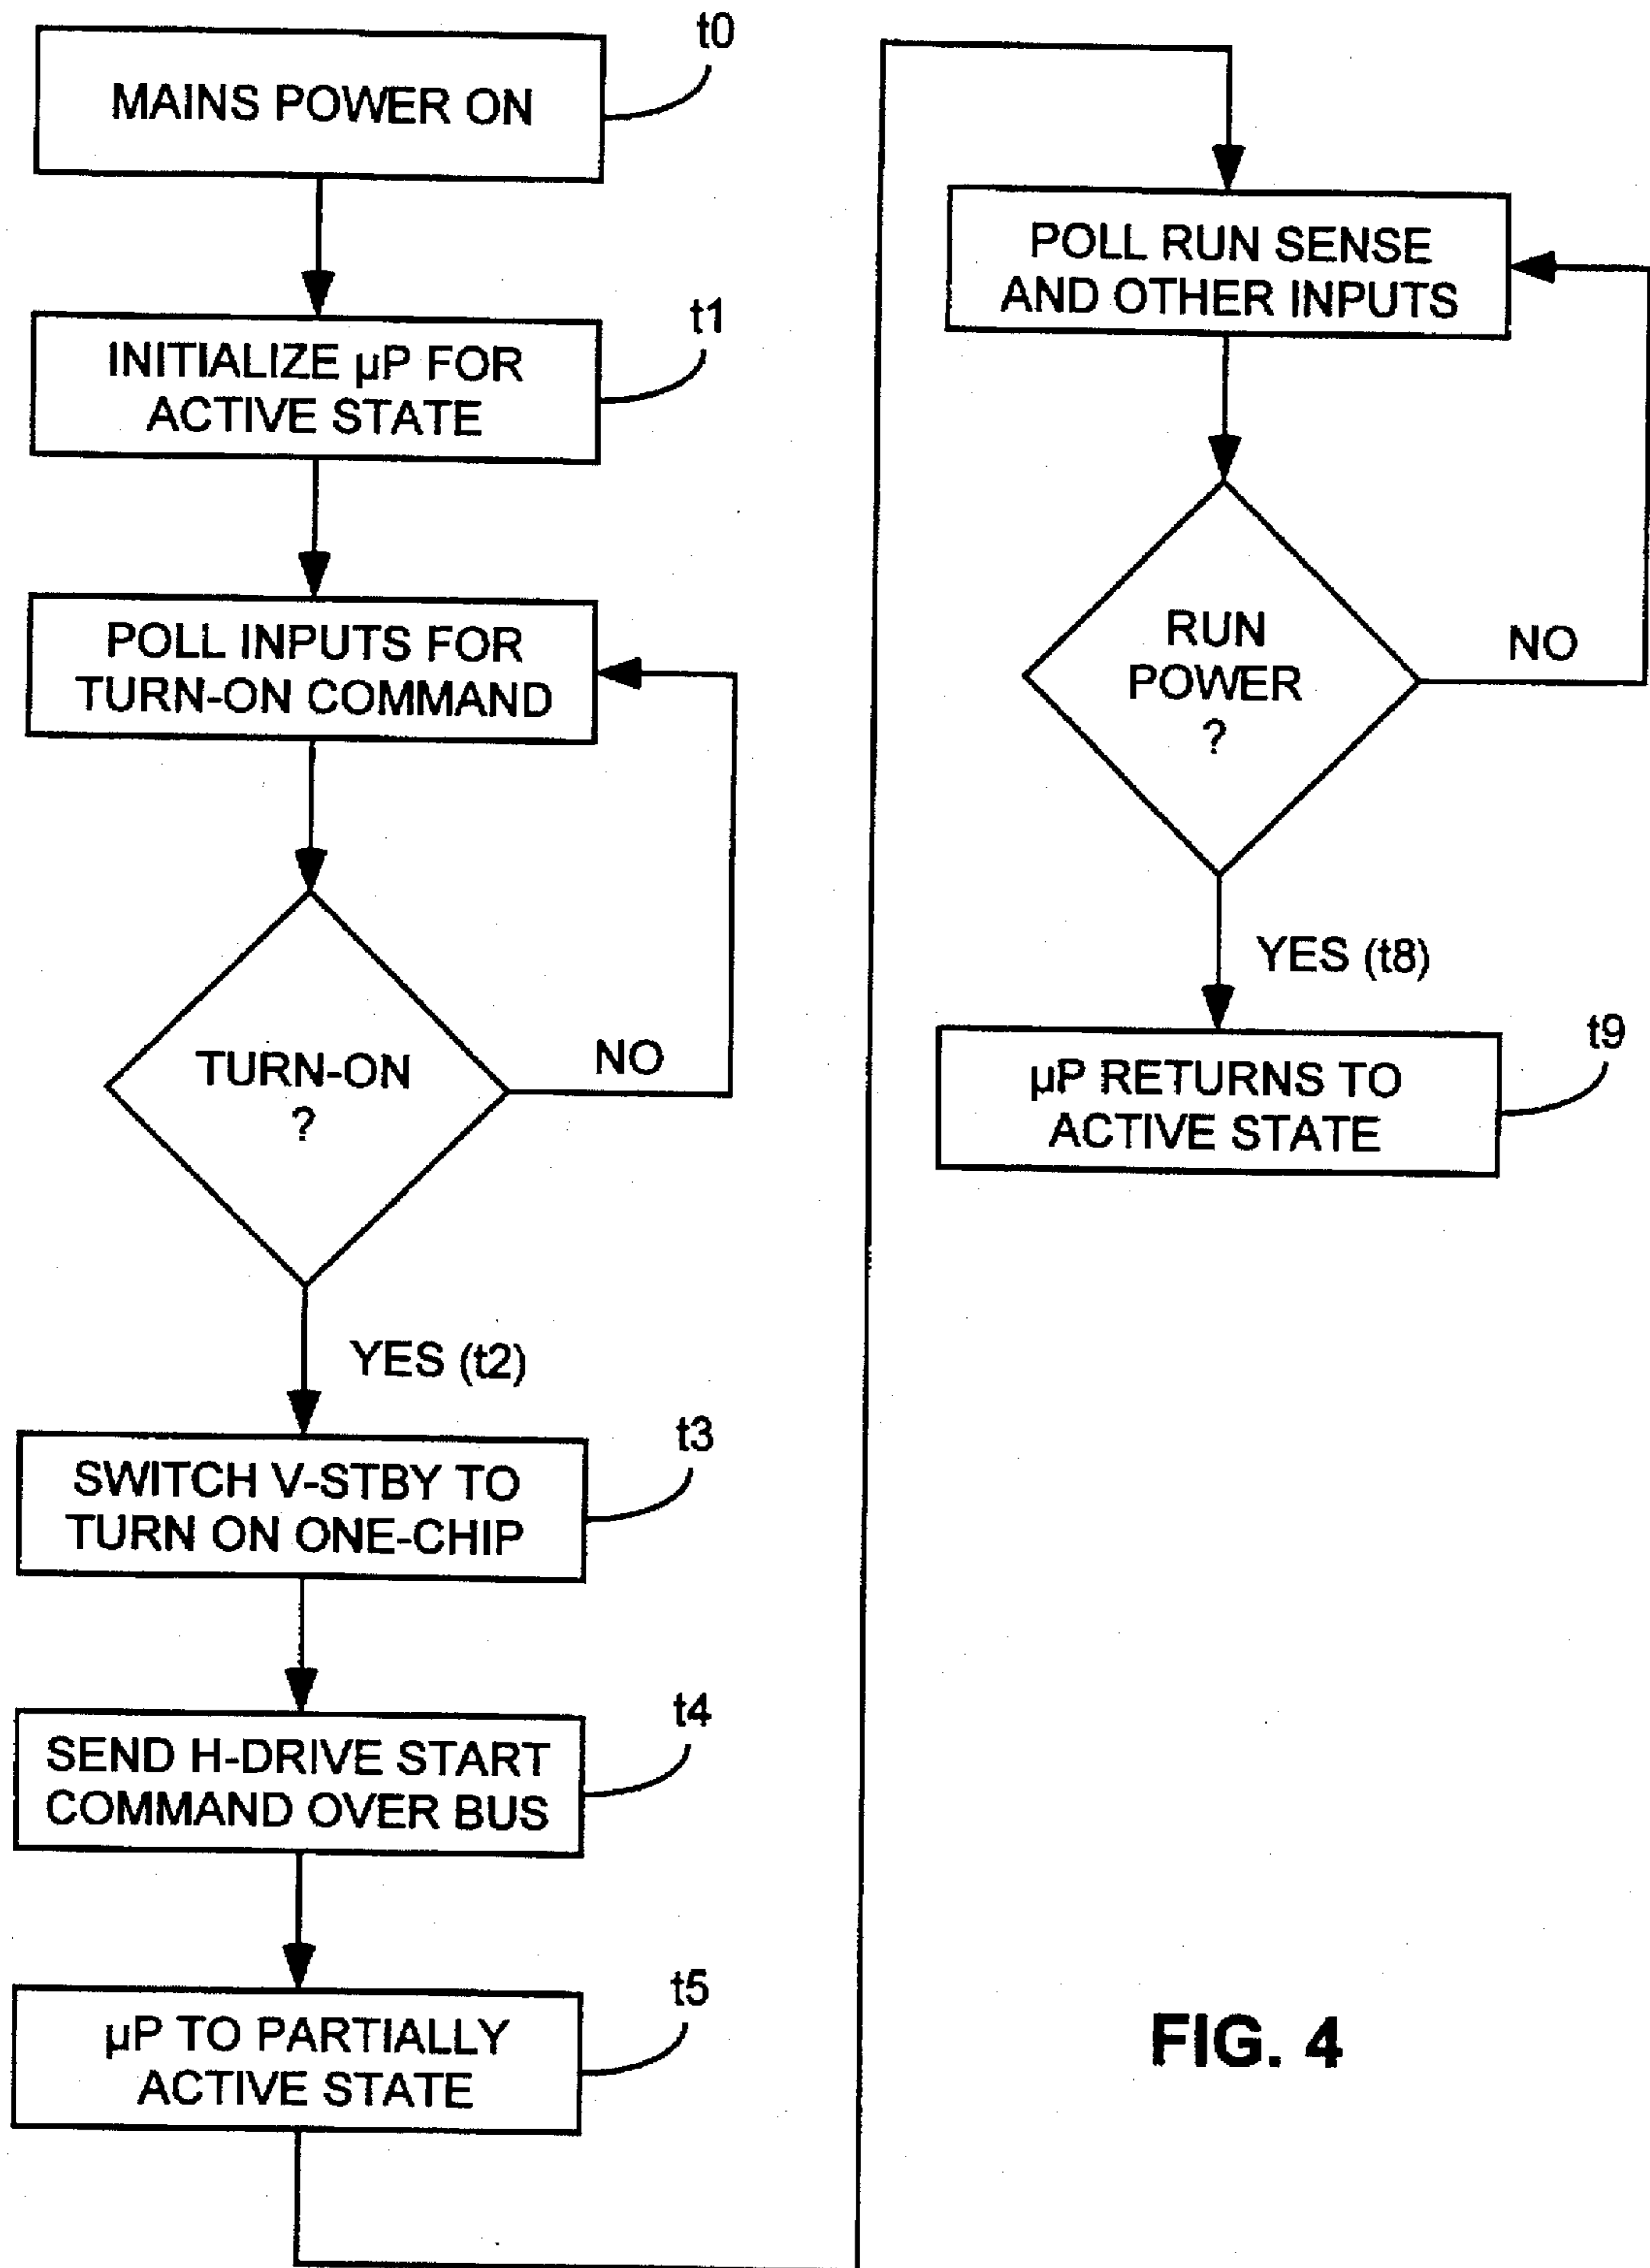 t0
MAINS POWER ON
t1
INITIALIZE µP FOR
ACTIVE STATE
POLL INPUTS FOR
TURN-ON COMMAND
TURN-ON
?
NO
YES (t2)
t3
SWITCH V-STBY TO
TURN ON ONE-CHIP
t4
SEND H-DRIVE START
COMMAND OVER BUS
t5
µP TO PARTIALLY
ACTIVE STATE
POLL RUN SENSE
AND OTHER INPUTS
RUN
POWER
?
NO
YES (t8)
t9
µP RETURNS TO
ACTIVE STATE
FIG. 4